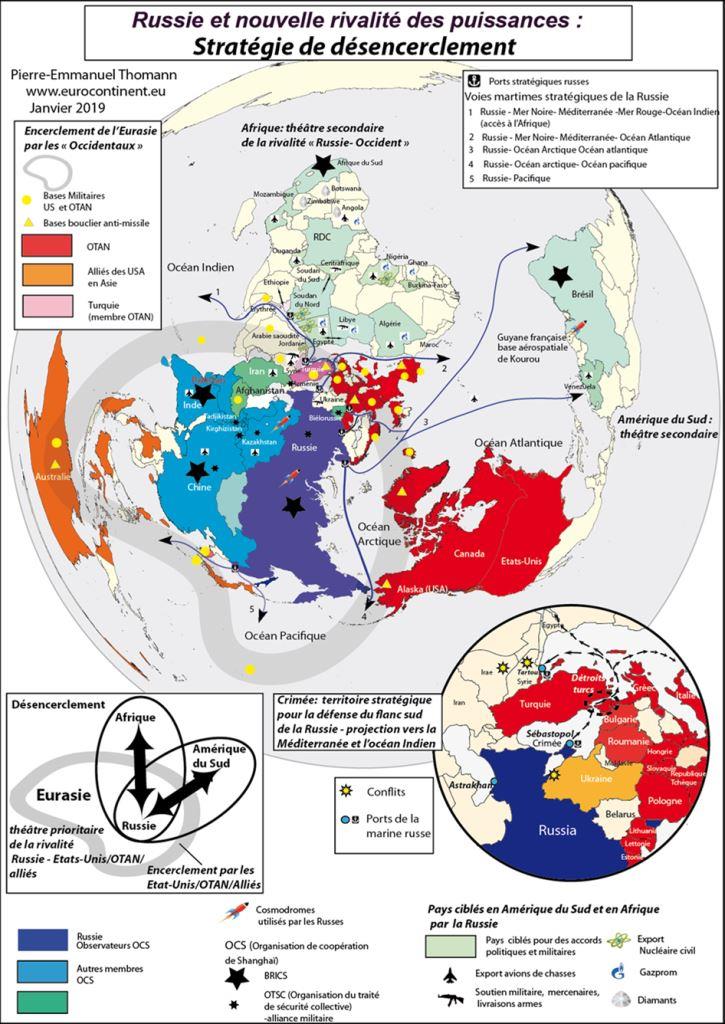 Russie et nouvelle rivalité des puissances :
Stratégie de désencerclement
Pierre-Emmanuel Thomann
www.eurocontinent.eu
Janvier 2019
Encerclement de l'Eurasie
par les « Occidentaux »
Bases Militaires
US et OTAN
Bases bouclier anti-missile
OTAN
Alliés des USA
en Asie
Turquie
(membre OTAN)
Ports stratégiques russes
Voies martimes stratégiques de la Russie
1 Russie - Mer Noire- Méditerranée -Mer Rouge-Océan Indien
(accès à l'Afrique)
2 Russie - Mer Noire- Méditerranée- Océan Atlantique
3 Russie- Océan Arctique Océan atlantique
4 Russie- Océan arctique- Océan pacifique
5 Russie- Pacifique
Afrique: théâtre secondaire
de la rivalité « Russie- Occident »
Afrique du Sud
Mozambique
Botswana
Zimbabwe
Angola
RDC
Ouganda
Centrafrique
Nigéria
Ghana
Soudan
du Sud
Burkina-Faso
Ethiopie
Soudan
du Nord
Erythrée
Libye
Algérie
Egypte
Arabie saoudite
Jordanie
Maroc
Océan Indien
1
2
3
Syrie
Turquie
Iran
Arménie
Afghanistan
Ukraine
Biélorussie
Inde
Tadjikistan
Kirghizistan
Kazakhstan
Russie
Chine
Australie
Brésil
Guyane française
base aérospatiale
de Kourou
Venezuela
Amérique du Sud :
théâtre secondaire
Océan Atlantique
Océan
Arctique
Canada
Etats-Unis
Alaska (USA)
4
5
Océan Pacifique
Crimée: territoire stratégique
pour la défense du flanc sud
de la Russie - projection vers la
Méditerranée et l'océan Indien
Conflits
Ports de la
marine russe
Egypte
Irae
Tartous
Syrie
Iran
Détroits
turcs
Grec
Italie
Turquie
Bulgarie
Sébastopol
Crimée
Roumanie
Hongrie
Moldavie
Slovaquie
Republique
Tchèque
Astrakhan
Ukraine
Pologne
Belarus
Russia
Lithuania
Lettonie
Estonie
Désencerclement
Afrique
Amérique
du Sud
Eurasie
Russie
théâtre prioritaire
de la rivalité
Russie - Etats-Unis/OTAN/
alliés
Encerclement par les
Etat-Unis/OTAN/Alliés
Russie
Observateurs OCS
Autres membres
OCS
Cosmodromes
utilisés par les Russes
OCS (Organisation de coopération
de Shanghaï)
BRICS
OTSC (Organisation du traité
de sécurité collective)
-alliance militaire
Pays ciblés en Amérique du Sud et en Afrique
par la Russie
Pays ciblés pour des accords
politiques et militaires
Export avions de chasses
Soutien militaire, mercenaires,
livraisons armes
Export
Nucléaire civil
Gazprom
Diamants